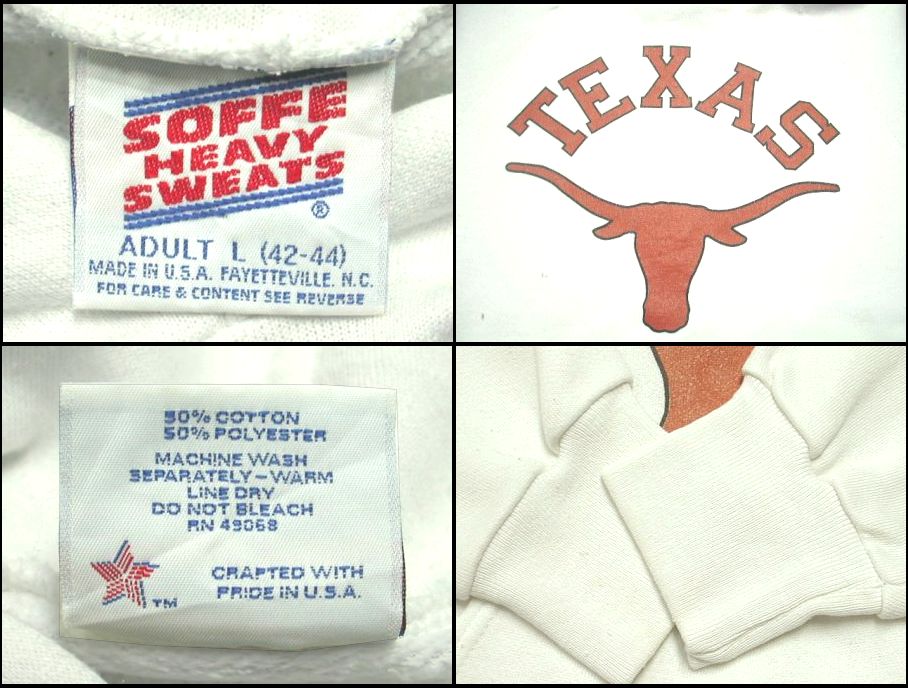 SOFFE
HEAVY
SWEATS
®
ADULT L (42-44)
MADE IN U.S.A. FAYETTEVILLE, N.C.
FOR CARE & CONTENT SEE REVERSE
TEXAS
50% COTTON
50% POLYESTER
MACHINE WASH
SEPARATELY-WARM
LINE DRY
DO NOT BLEACH
RN 49068
TM
CRAFTED WITH
PRIDE IN U.S.A.